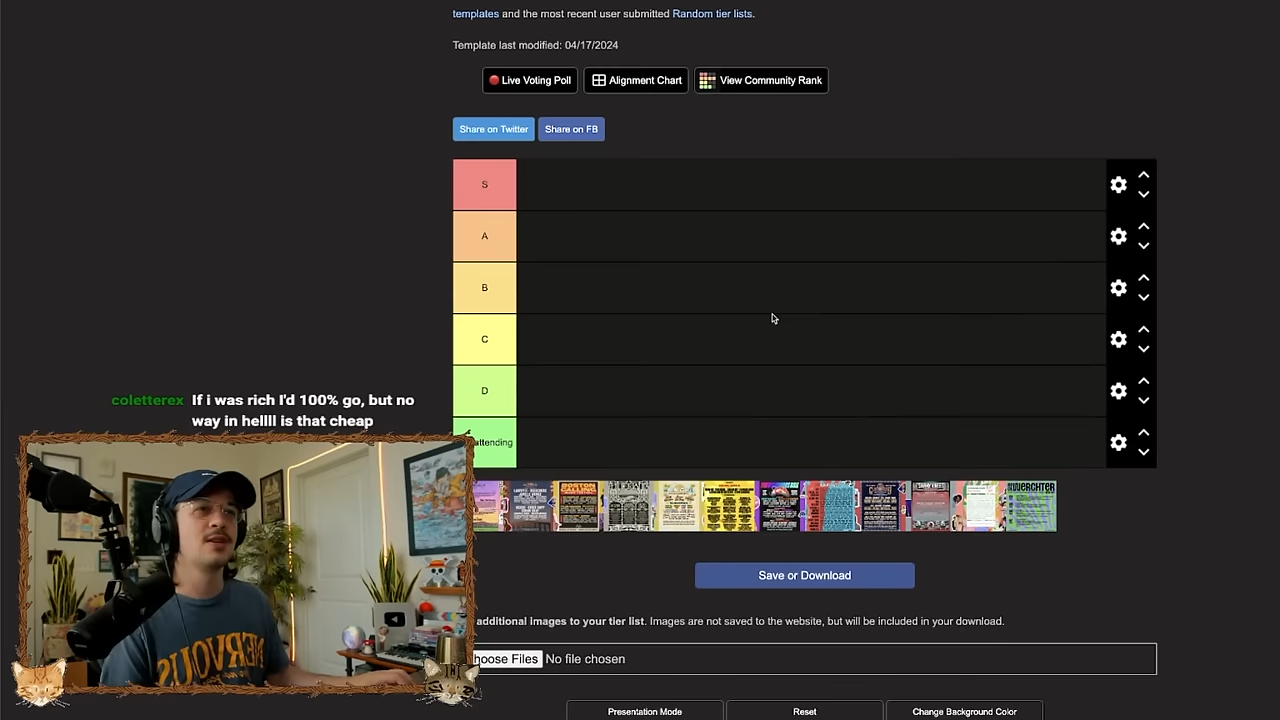 templates and the most recent user submitted Random tier lists.
Template last modified: 04/17/2024
Live Voting Poll
Alignment Chart
View Community Rank
Share on Twitter
Share on FB
S
A
B
C
D
attending
coletterex If i was rich I'd 100% go, but no
way in hellll is that cheap
BOSTON
CALLING
WERCHTER
Save or Download
additional images to your tier list. Images are not saved to the website, but will be included in your download.
hoose Files No file chosen
NERVOUS
Presentation Mode
Reset
Change Background Color